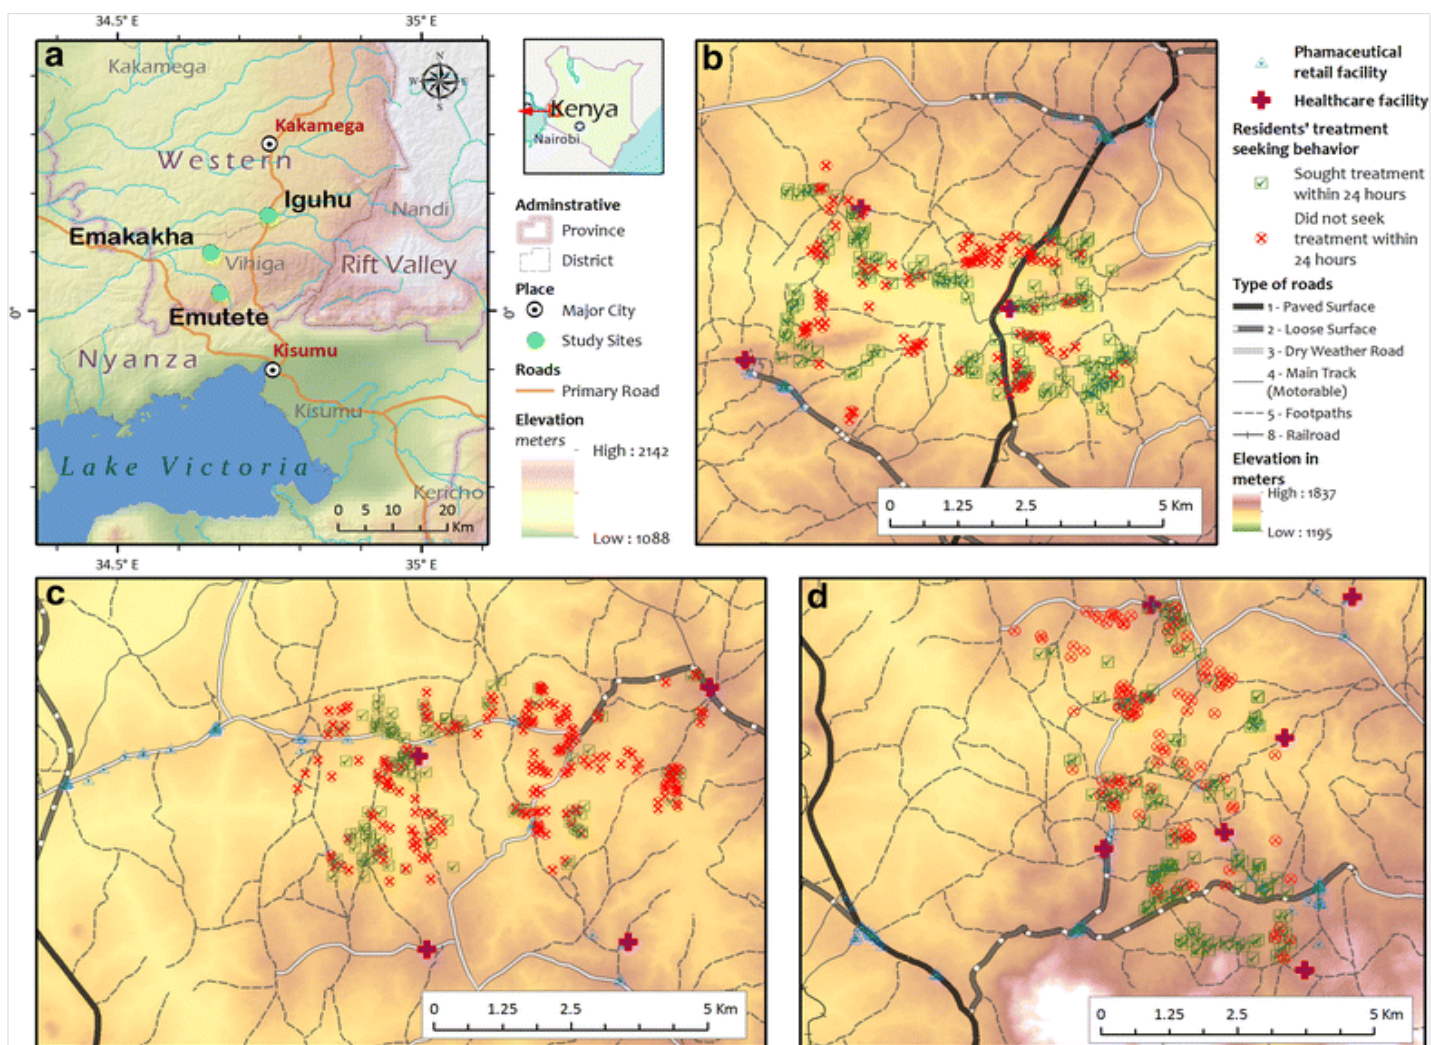 34.5° E
35° E
a
Kakamega
N
W
E
S
Kakamega
Western
Iguhu
Nandi
Emakakha
Vihiga
Rift Valley
0°
0°
Emutete
Nyanza
Kisumu
Kisumu
Lake Victoria
Kericho
0 5 10 20
Km
34.5° E
35° E
Kenya
Nairobi
Adminstrative
Province
District
Place
Major City
Study Sites
Roads
Primary Road
Elevation
meters
High : 2142
Low : 1088
b
0 1.25 2.5 5 Km
Phamaceutical
retail facility
Healthcare facility
Residents' treatment
seeking behavior
Sought treatment
within 24 hours
Did not seek
treatment within
24 hours
Type of roads
1 - Paved Surface
2 - Loose Surface
3 - Dry Weather Road
4 - Main Track
(Motorable)
5 - Footpaths
8 - Railroad
Elevation in
meters
High : 1837
Low : 1195
c
0 1.25 2.5 5 Km
d
0 1.25 2.5 5 Km